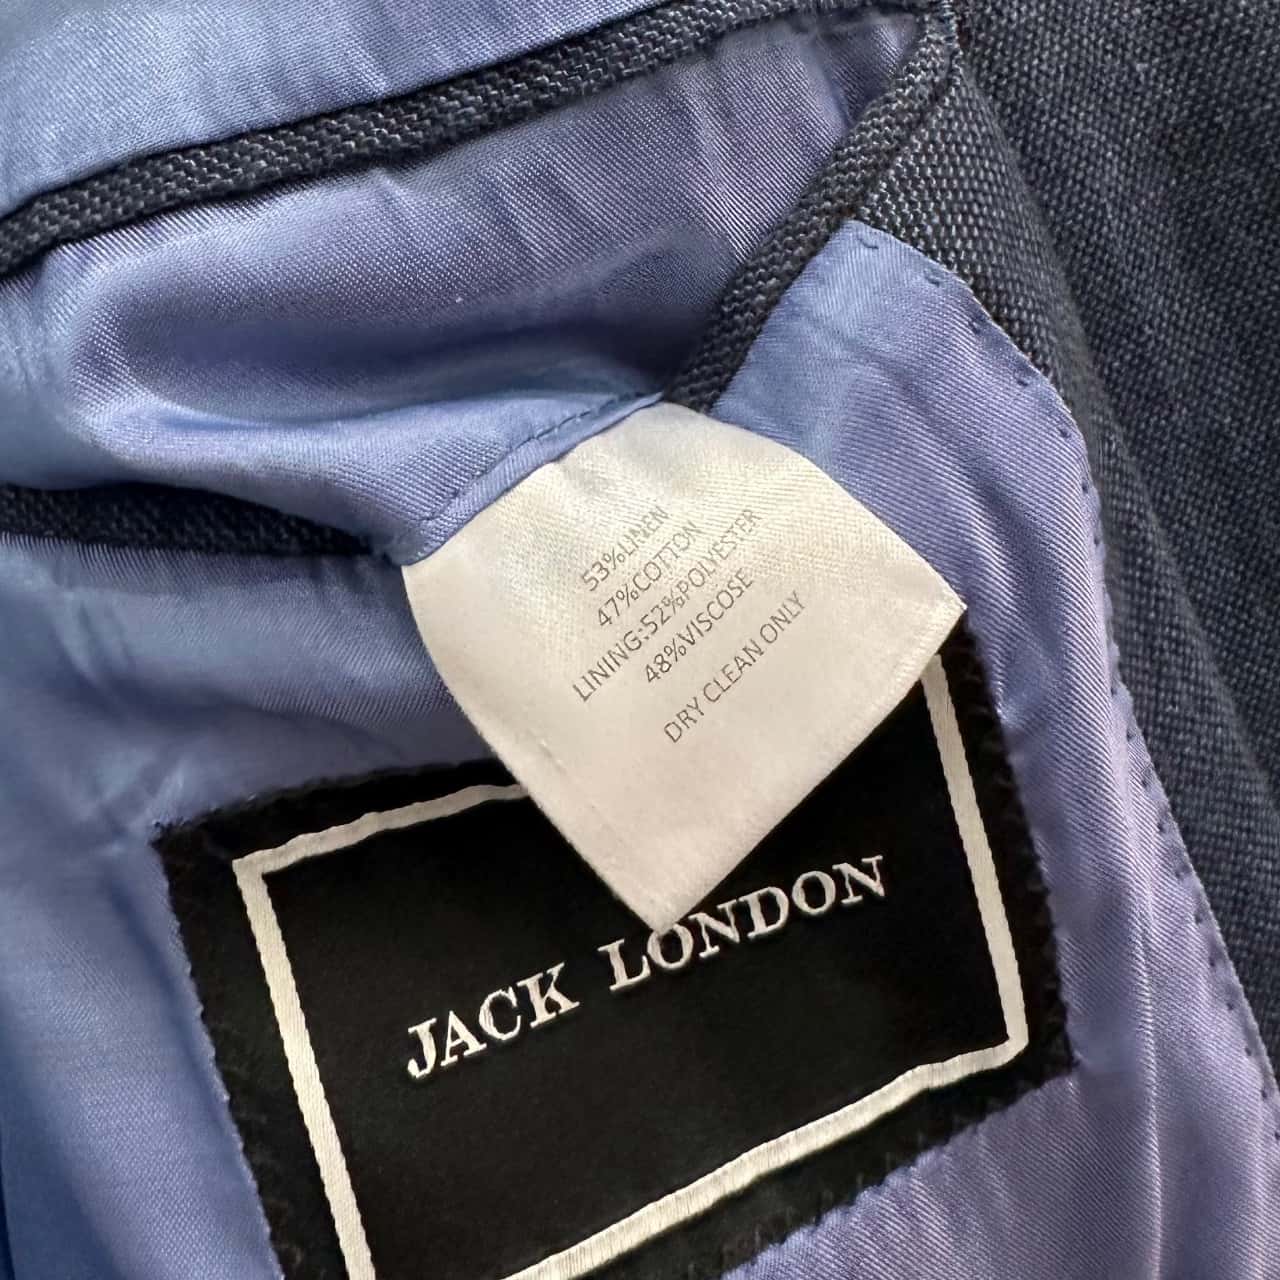 53%LINEN
47%COTTON
LINING:52%POLYESTER
48%VISCOSE
DRY CLEAN ONLY
JACK LONDON